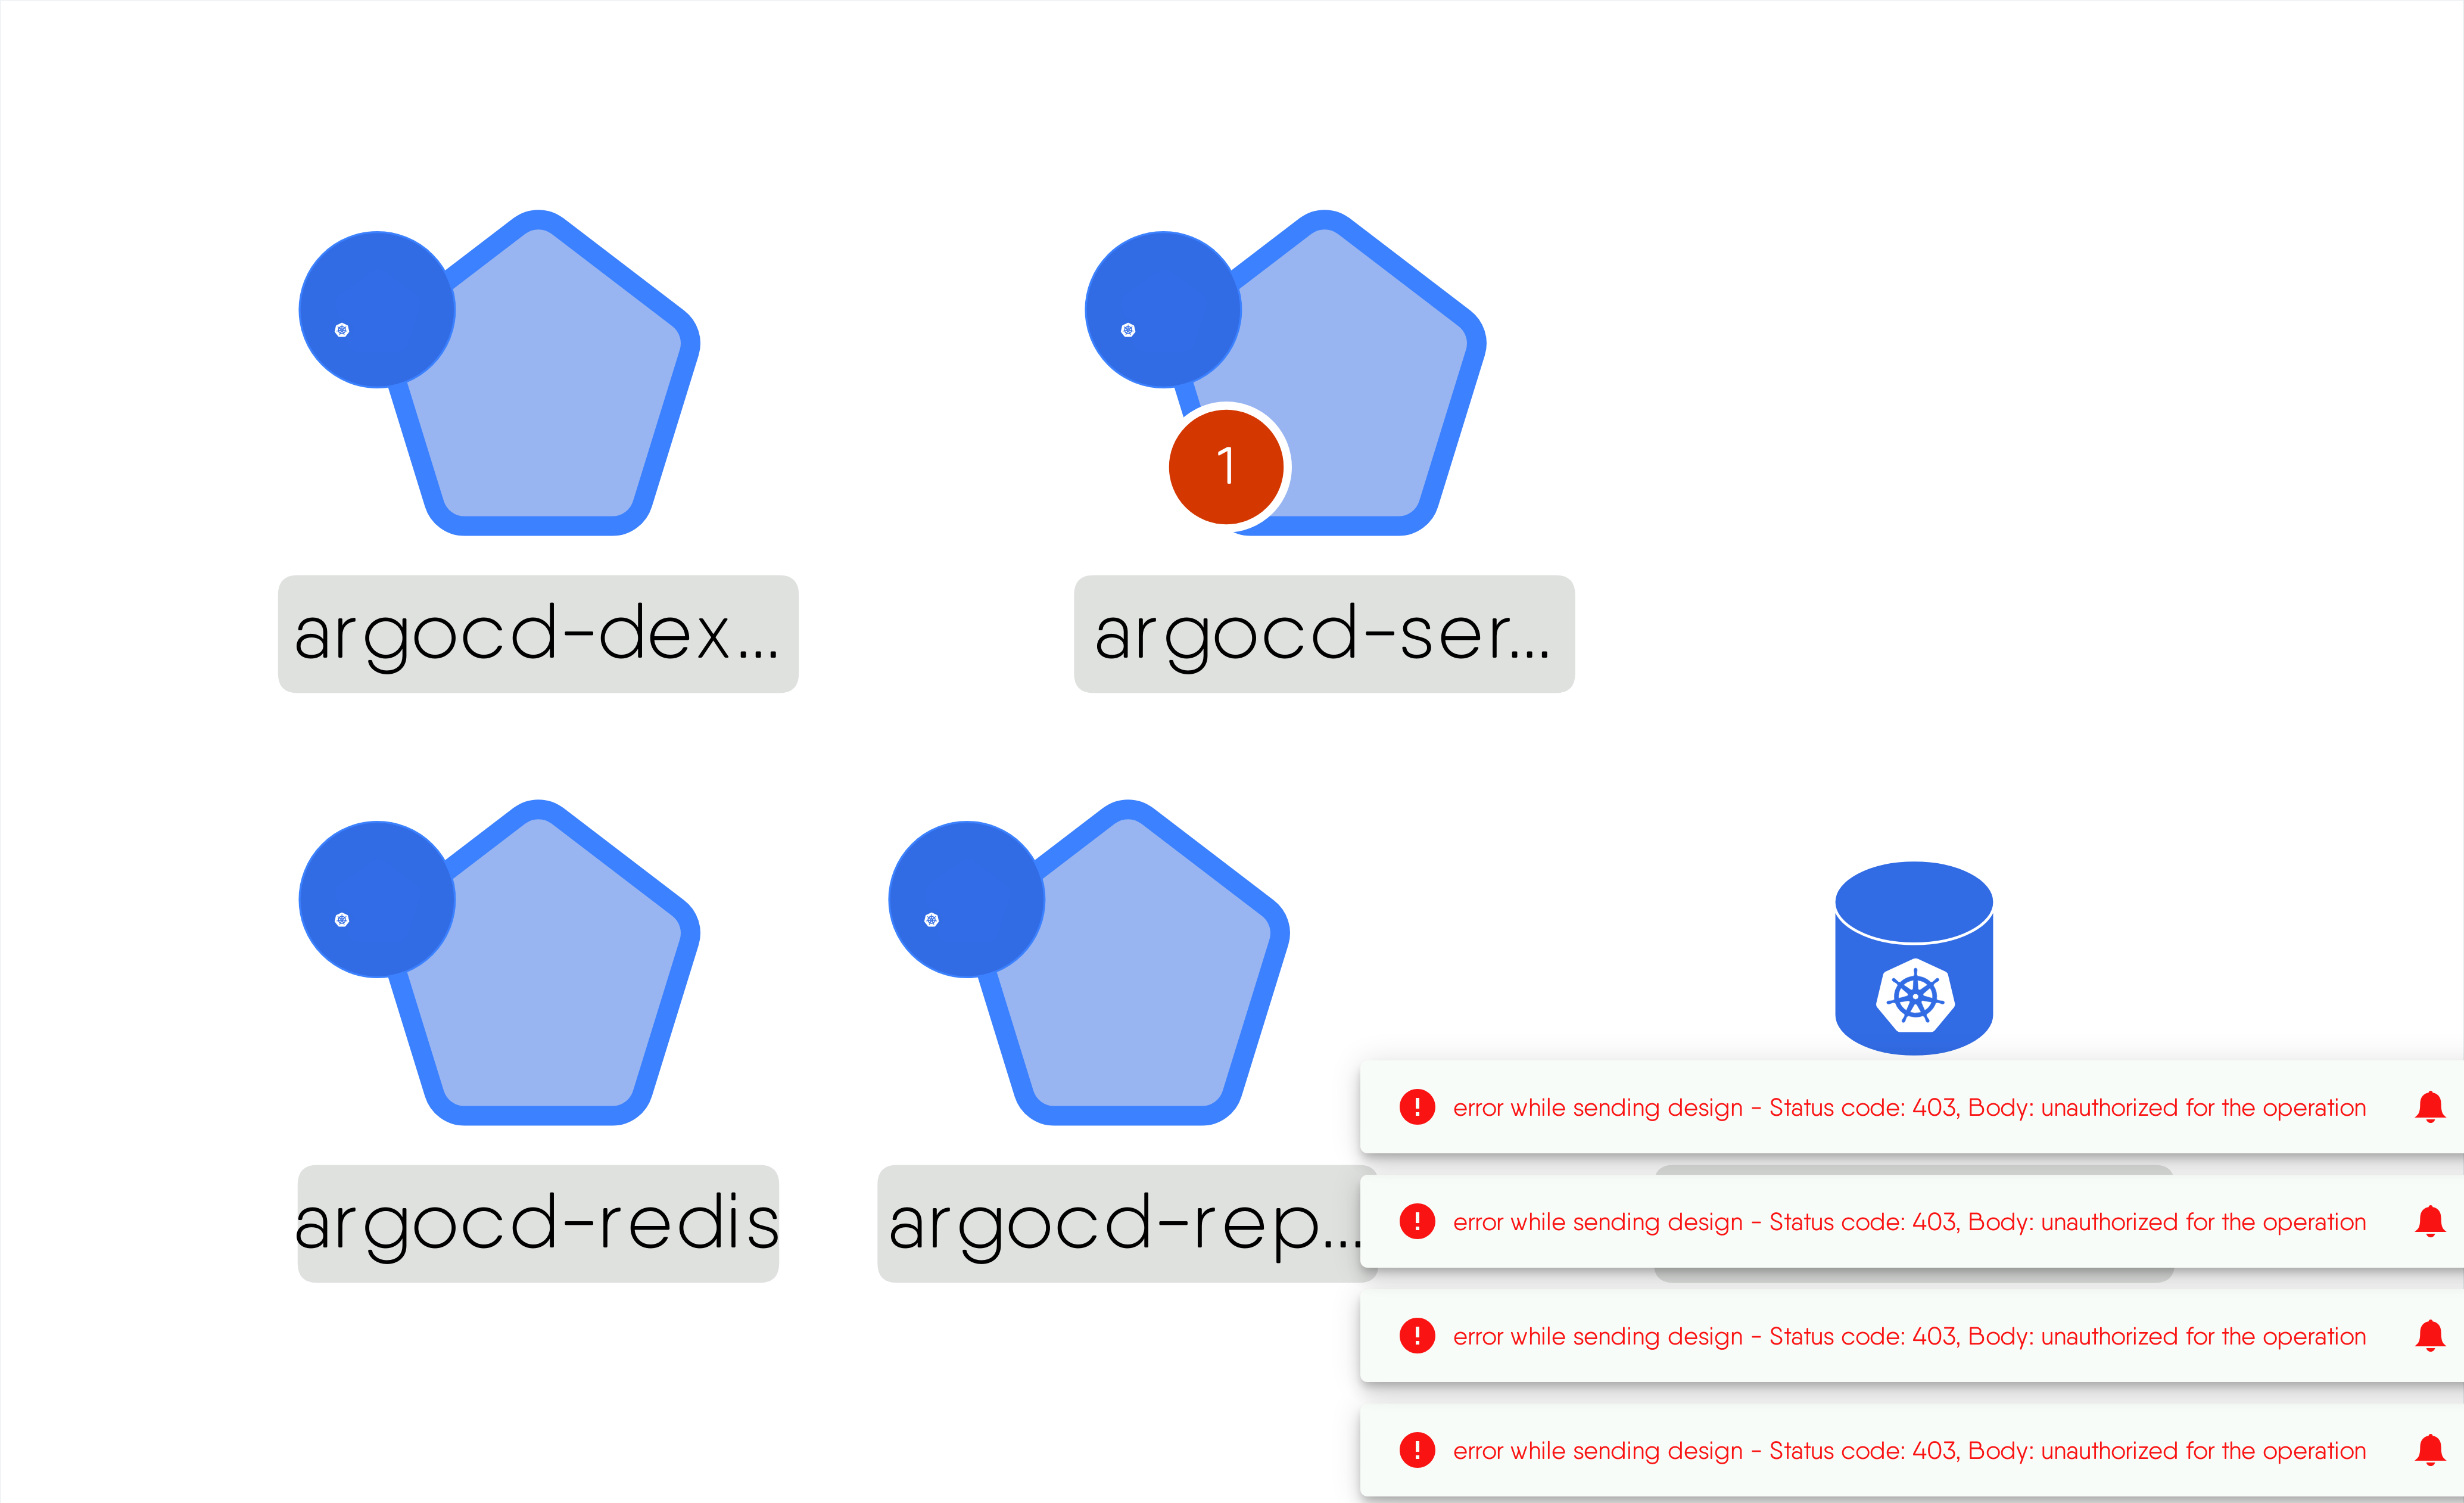 1
argocd-dex...
argocd-ser...
argocd-redis
argocd-rep...
error while sending design - Status code: 403, Body: unauthorized for the operation
error while sending design - Status code: 403, Body: unauthorized for the operation
error while sending design - Status code: 403, Body: unauthorized for the operation
error while sending design - Status code: 403, Body: unauthorized for the operation